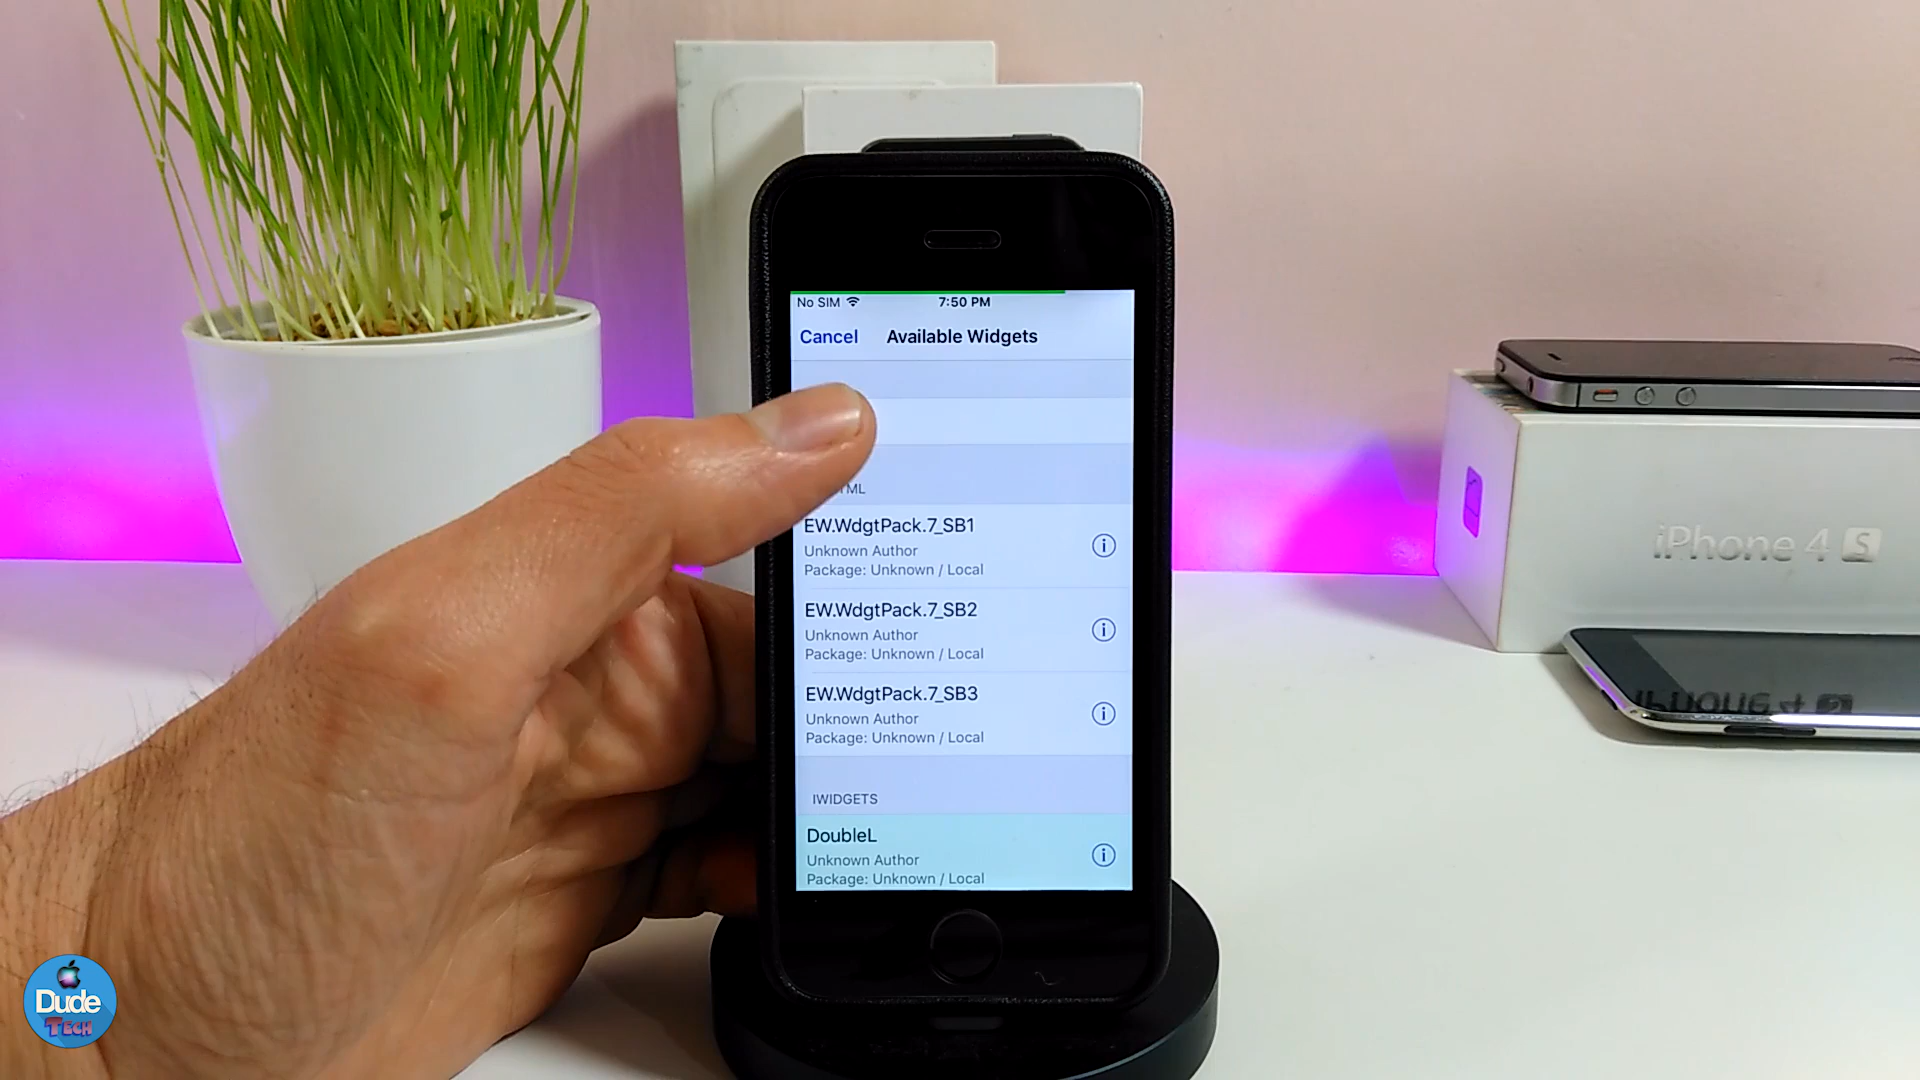 No SIM 7:50 PM
Cancel Available Widgets
TML
EW.WdgtPack.7_SB1
Unknown Author
Package: Unknown / Local
EW.WdgtPack.7_SB2
Unknown Author
Package: Unknown / Local
EW.WdgtPack.7_SB3
Unknown Author
Package: Unknown / Local
IWIDGETS
DoubleL
Unknown Author
Package: Unknown / Local
iPhone 4 S
Dude
TECH